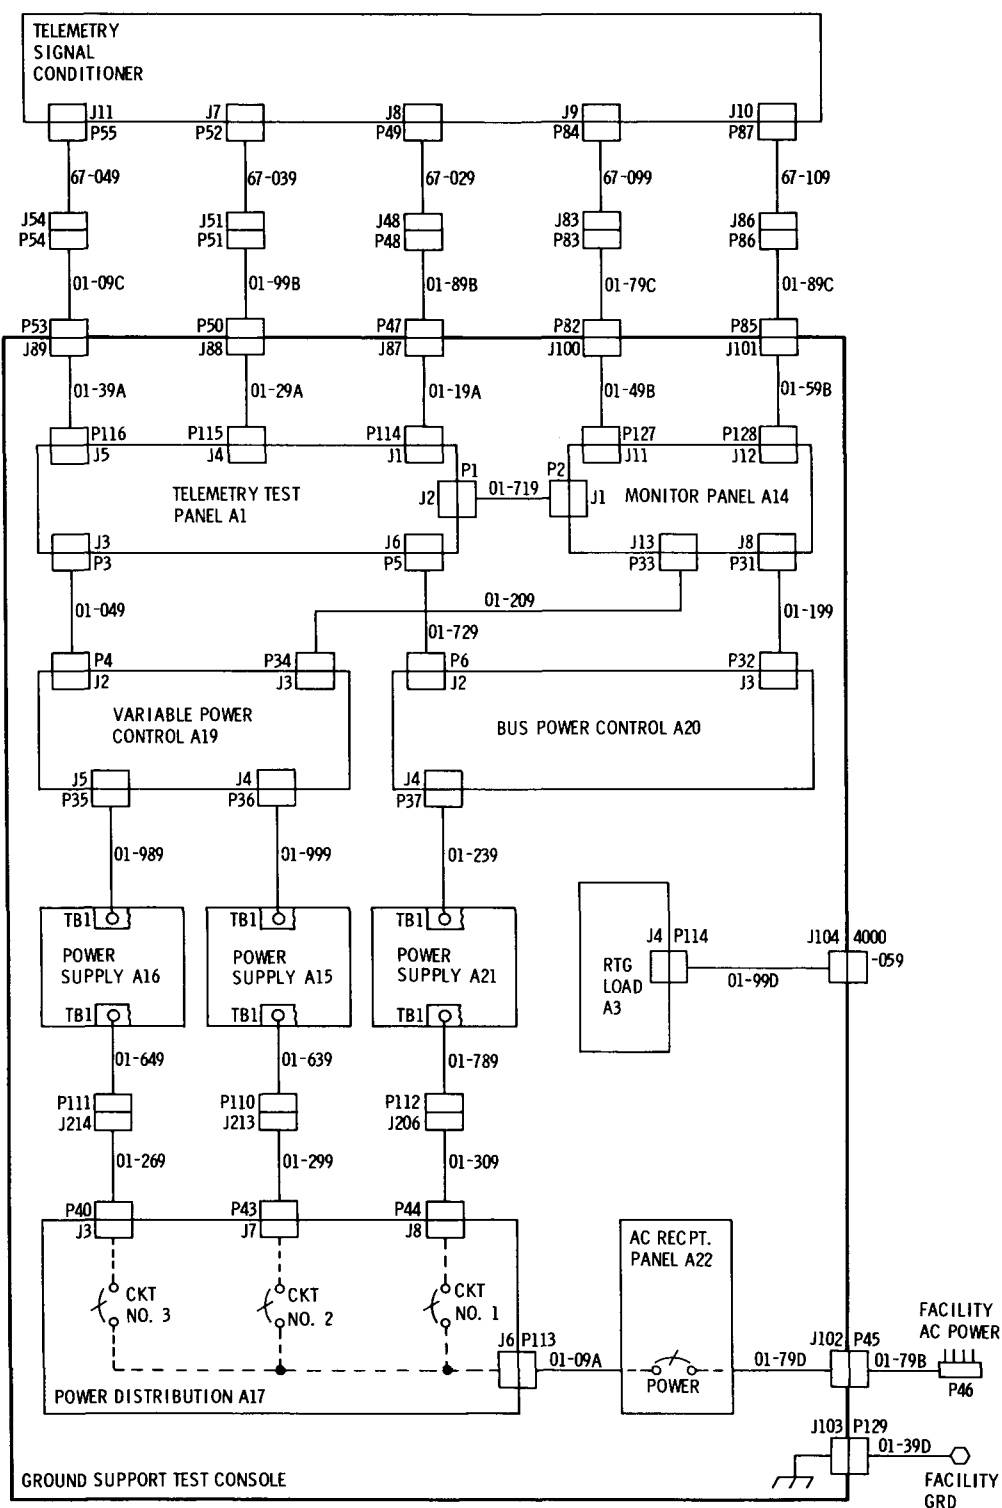 TELEMETRY
SIGNAL
CONDITIONER
J11 J7 J8 J9 J10
P55 P52 P49 P84 P87
67-049 67-039 67-029 67-099 67-109
J54 J51 J48 J83 J86
P54 P51 P48 P83 P86
01-09C 01-99B 01-89B 01-79C 01-89C
P53 P50 P47 P82 P85
J89 J88 J87 J100 J101
01-39A 01-29A 01-19A 01-49B 01-59B
P116 P115 P114 P127 P128
J5 J4 J1 J11 J12
P1 P2
J2 01-719 J1
TELEMETRY TEST
PANEL A1
MONITOR PANEL A14
J3 J6 J13 J8
P3 P5 P33 P31
01-049 01-209 01-199
01-729
P4 P34 P6 P32
J2 J3 J2 J3
VARIABLE POWER
CONTROL A19
BUS POWER CONTROL A20
J5 J4 J4
P35 P36 P37
01-989 01-999 01-239
TB1 TB1 TB1
POWER
SUPPLY A16
POWER
SUPPLY A15
POWER
SUPPLY A21
TB1 TB1 TB1
J4 P114 J104 4000
-059
RTG
LOAD
A3
01-99D
01-649 01-639 01-789
P111 P110 P112
J214 J213 J206
01-269 01-299 01-309
P40 P43 P44
J3 J7 J8
CKT
NO. 3
CKT
NO. 2
CKT
NO. 1
AC RECPT.
PANEL A22
J6 P113
01-09A
POWER
01-79D
J102 P45
01-79B
FACILITY
AC POWER
P46
POWER DISTRIBUTION A17
J103 P129
01-39D
FACILITY
GRD
GROUND SUPPORT TEST CONSOLE